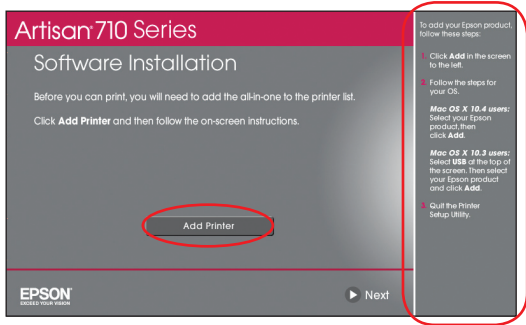 Artisan 710 Series
Software Installation
Before you can print, you will need to add the all-in-one to the printer list.
Click Add Printer and then follow the on-screen instructions.
Add Printer
EPSON
EXCEED YOUR VISION
Next
To add your Epson product,
follow these steps:
1. Click Add in the screen
to the left.
2. Follow the steps for
your OS.
Mac OS X 10.4 users:
Select your Epson
product, then
click Add.
Mac OS X 10.3 users:
Select USB at the top of
the screen. Then select
your Epson product
and click Add.
3. Quit the Printer
Setup Utility.